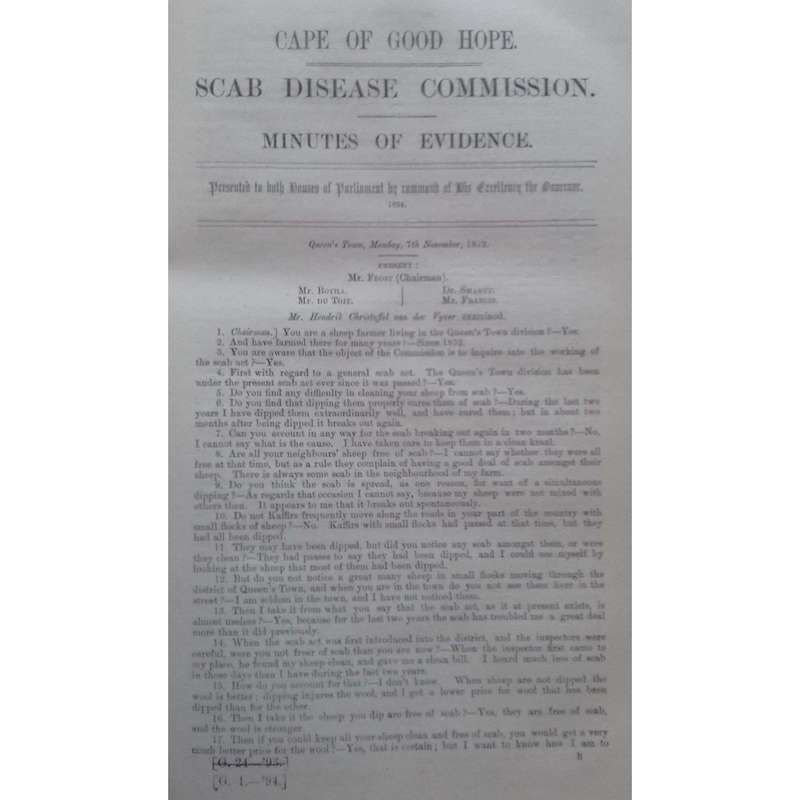 CAPE OF GOOD HOPE.
SCAB DISEASE COMMISSION.
MINUTES OF EVIDENCE.
Presented to both Houses of Parliament by command of His Excellency the Governor.
1894.
Queen's Town, Monday, 7th November, 1892.
PRESENT:
Mr. FROST (Chairman).
Mr. BOTHA. Dr. SMARTT.
Mr. DU TOIT. Mr. FRANCIS.
Mr. Hendrik Christoffel van der Vyver examined.
1. Chairman.] You are a sheep farmer living in the Queen's Town division?—Yes.
2. And have farmed there for many years?—Since 1852.
3. You are aware that the object of the Commission is to inquire into the working of
the scab act?—Yes.
4. First with regard to a general scab act. The Queen's Town division has been
under the present scab act ever since it was passed?—Yes.
5. Do you find any difficulty in cleaning your sheep from scab?—Yes.
6. Do you find that dipping them properly cures them of scab?—During the last two
years I have dipped them extraordinarily well, and have cured them; but in about two
months after being dipped it breaks out again.
7. Can you account in any way for the scab breaking out again in two months?—No,
I cannot say what is the cause. I have taken care to keep them in a clean kraal.
8. Are all your neighbours' sheep free of scab?—I cannot say whether they were all
free at that time, but as a rule they complain of having a good deal of scab amongst their
sheep. There is always some scab in the neighbourhood of my farm.
9. Do you think the scab is spread, as one reason, for want of a simultaneous
dipping?—As regards that occasion I cannot say, because my sheep were not mixed with
others then. It appears to me that it breaks out spontaneously.
10. Do not Kaffirs frequently move along the roads in your part of the country with
small flocks of sheep?—No. Kaffirs with small flocks had passed at that time, but they
had all been dipped.
11. They may have been dipped, but did you notice any scab amongst them, or were
they clean?—They had passes to say they had been dipped, and I could see myself by
looking at the sheep that most of them had been dipped.
12. But do you not notice a great many sheep in small flocks moving through the
district of Queen's Town, and when you are in the town do you not see them here in the
street?—I am seldom in the town, and I have not noticed them.
13. Then I take it from what you say that the scab act, as it at present exists, is
almost useless?—Yes, because for the last two years the scab has troubled me a great deal
more than it did previously.
14. When the scab act was first introduced into the district, and the inspectors were
careful, were you not freer of scab than you are now?—When the inspector first came to
my place, he found my sheep clean, and gave me a clean bill. I heard much less of scab
in those days than I have during the last two years.
15. How do you account for that?—I don't know. When sheep are not dipped the
wool is better; dipping injures the wool, and I get a lower price for wool that has been
dipped than for the other.
16. Then I take it the sheep you dip are free of scab?—Yes, they are free of scab,
and the wool is stronger.
17. Then if you could keep all your sheep clean and free of scab, you would get a very
much better price for the wool?—Yes, that is certain; but I want to know how I am to
[G. 24—'93.]
B
[G. 1.—'94.]